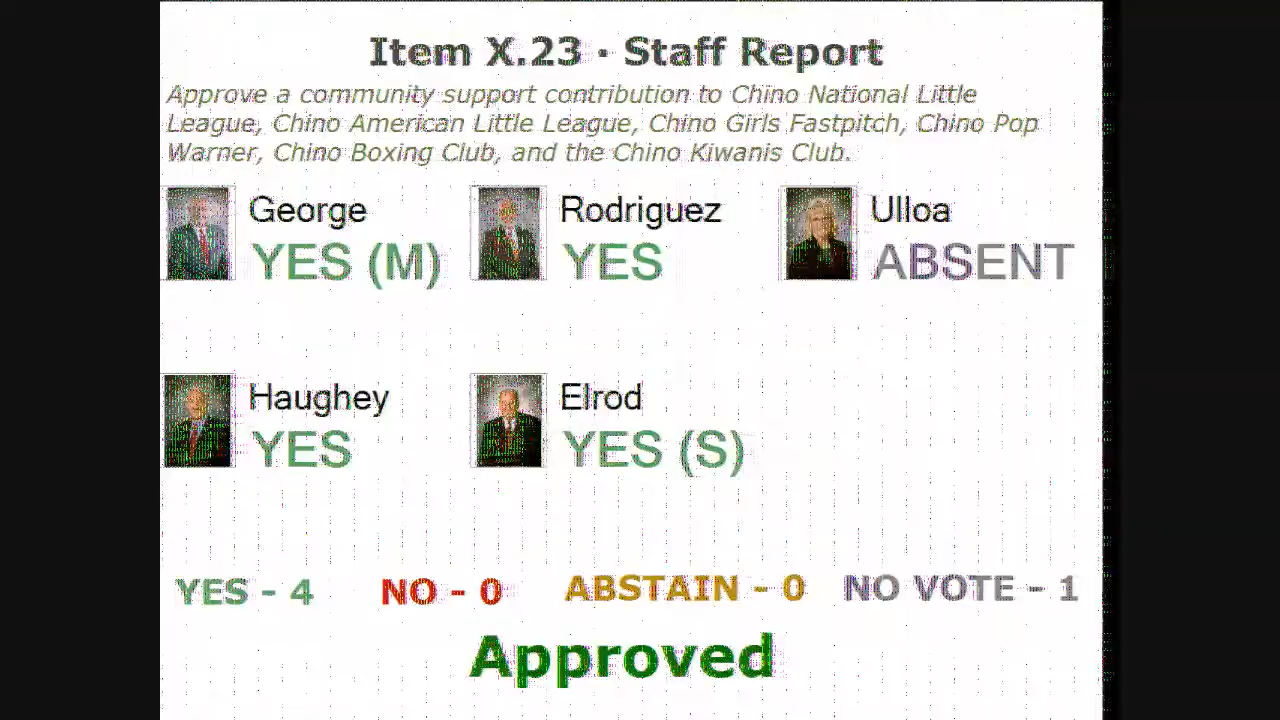 Item X.23 · Staff Report
Approve a community support contribution to Chino National Little
League, Chino American Little League, Chino Girls Fastpitch, Chino Pop
Warner, Chino Boxing Club, and the Chino Kiwanis Club.
George
YES (M)
Rodriguez
YES
Ulloa
ABSENT
Haughey
YES
Elrod
YES (S)
YES - 4 NO - 0 ABSTAIN - 0 NO VOTE - 1
Approved